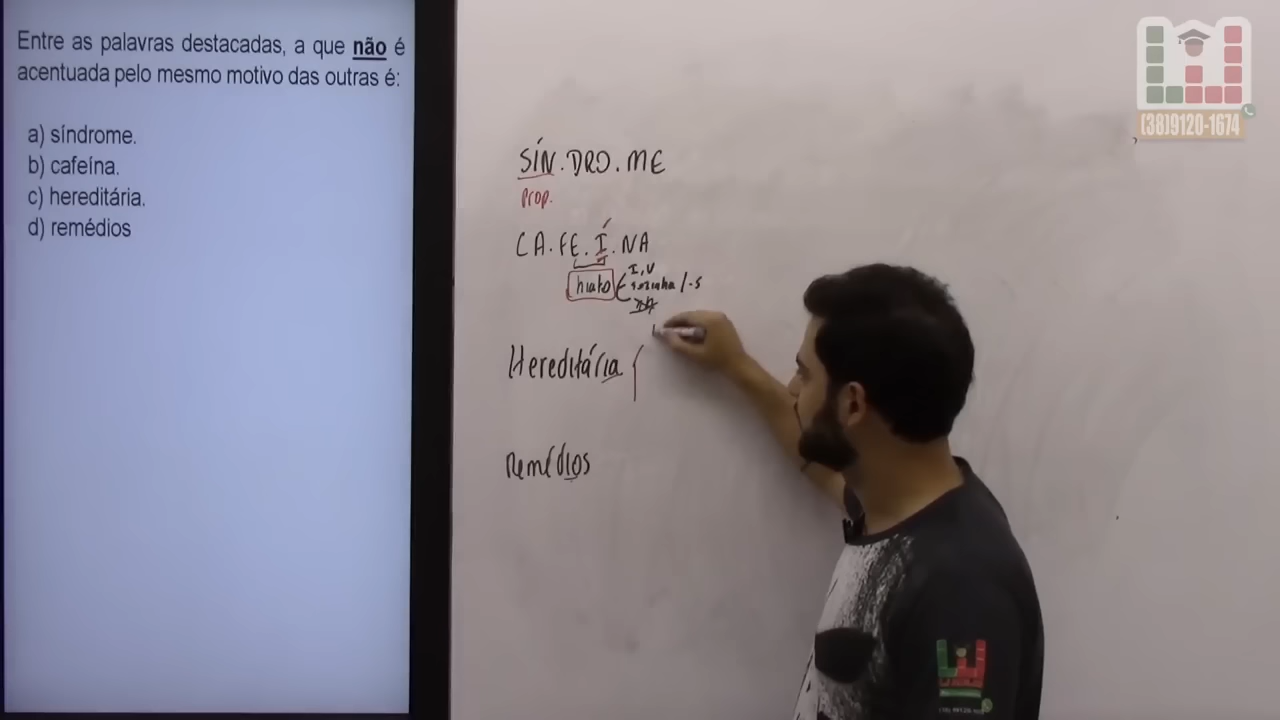 Entre as palavras destacadas, a que não é
acentuada pelo mesmo motivo das outras é:
a) síndrome.
b) cafeína.
c) hereditária.
d) remédios
(38)9120-1674
SÍN.DRO.ME
prop.
CA.FE.Í.NA
hiato
I,U
sozinha/-s
NH
Hereditária
remédios